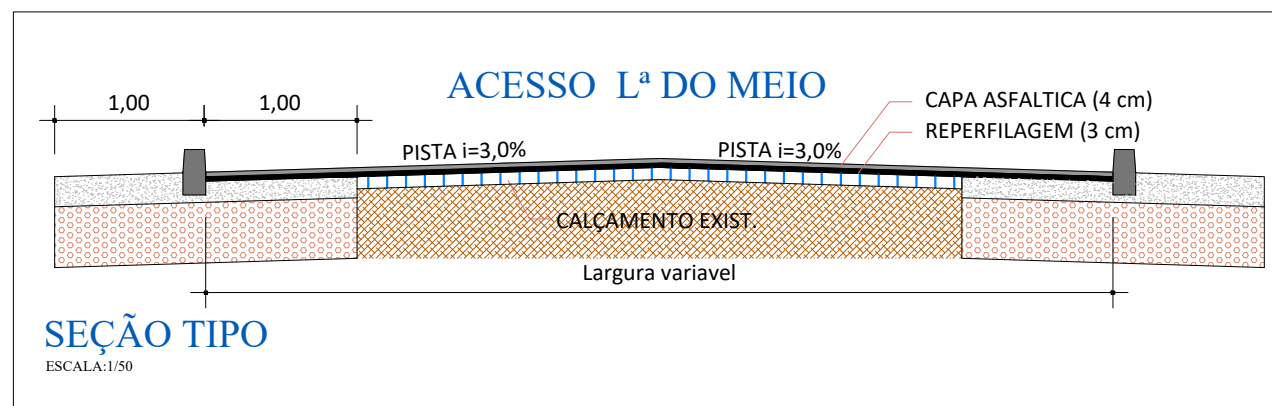 ACESSO Lª DO MEIO
1,00
1,00
CAPA ASFALTICA (4 cm)
REPERFILAGEM (3 cm)
PISTA i=3,0%
PISTA i=3,0%
CALÇAMENTO EXIST.
Largura variavel
SEÇÃO TIPO
ESCALA:1/50